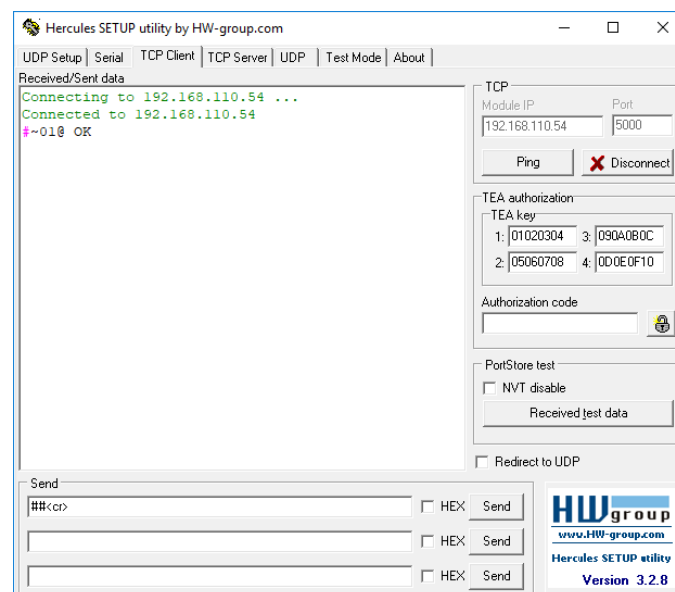 Hercules SETUP utility by HW-group.com
UDP Setup Serial TCP Client TCP Server UDP Test Mode About
Received/Sent data
Connecting to 192.168.110.54 ...
Connected to 192.168.110.54
#~01@ OK
TCP
Module IP Port
192.168.110.54 5000
Ping Disconnect
TEA authorization
TEA key
1: 01020304 3: 090A0B0C
2: 05060708 4: 0D0E0F10
Authorization code
PortStore test
NVT disable
Received test data
Redirect to UDP
Send
##<cr> HEX Send
HEX Send
HEX Send
HW group
www.HW-group.com
Hercules SETUP utility
Version 3.2.8